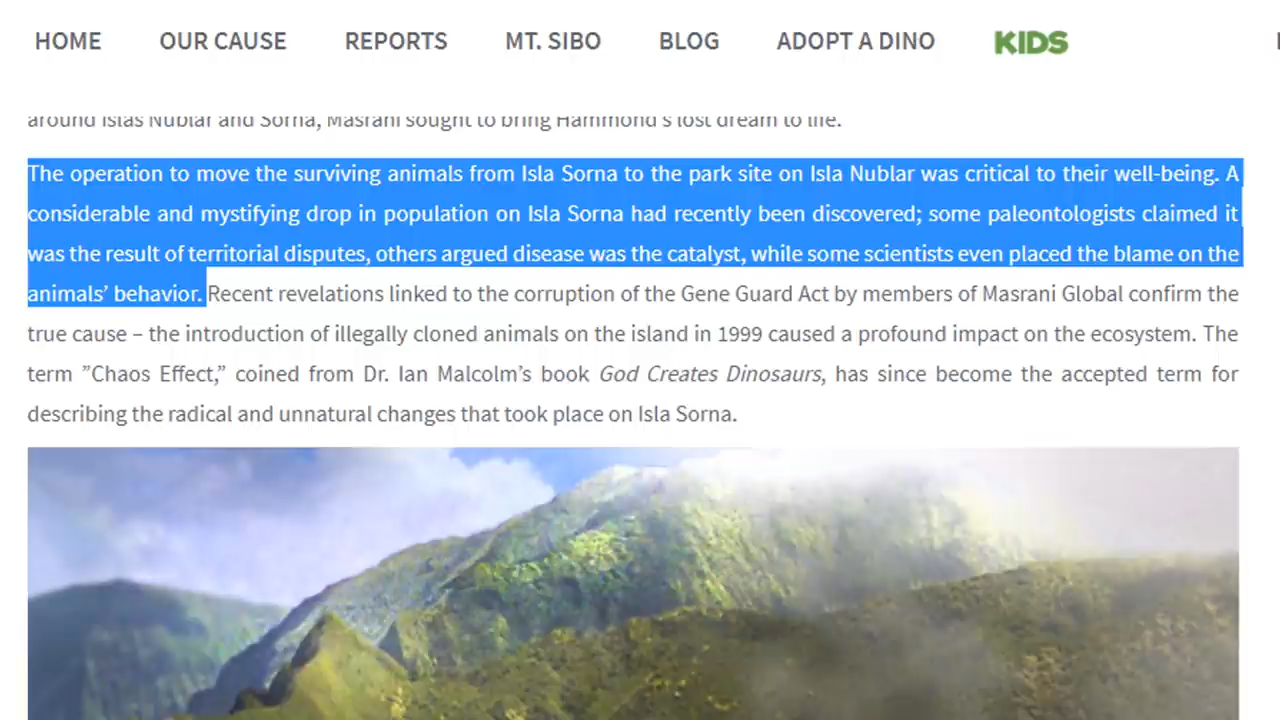 HOME OUR CAUSE REPORTS MT. SIBO BLOG ADOPT A DINO KIDS
around Islas Nublar and Sorna, Masrani sought to bring Hammond's lost dream to life.
The operation to move the surviving animals from Isla Sorna to the park site on Isla Nublar was critical to their well-being. A
considerable and mystifying drop in population on Isla Sorna had recently been discovered; some paleontologists claimed it
was the result of territorial disputes, others argued disease was the catalyst, while some scientists even placed the blame on the
animals’ behavior. Recent revelations linked to the corruption of the Gene Guard Act by members of Masrani Global confirm the
true cause – the introduction of illegally cloned animals on the island in 1999 caused a profound impact on the ecosystem. The
term ”Chaos Effect,” coined from Dr. Ian Malcolm’s book God Creates Dinosaurs, has since become the accepted term for
describing the radical and unnatural changes that took place on Isla Sorna.